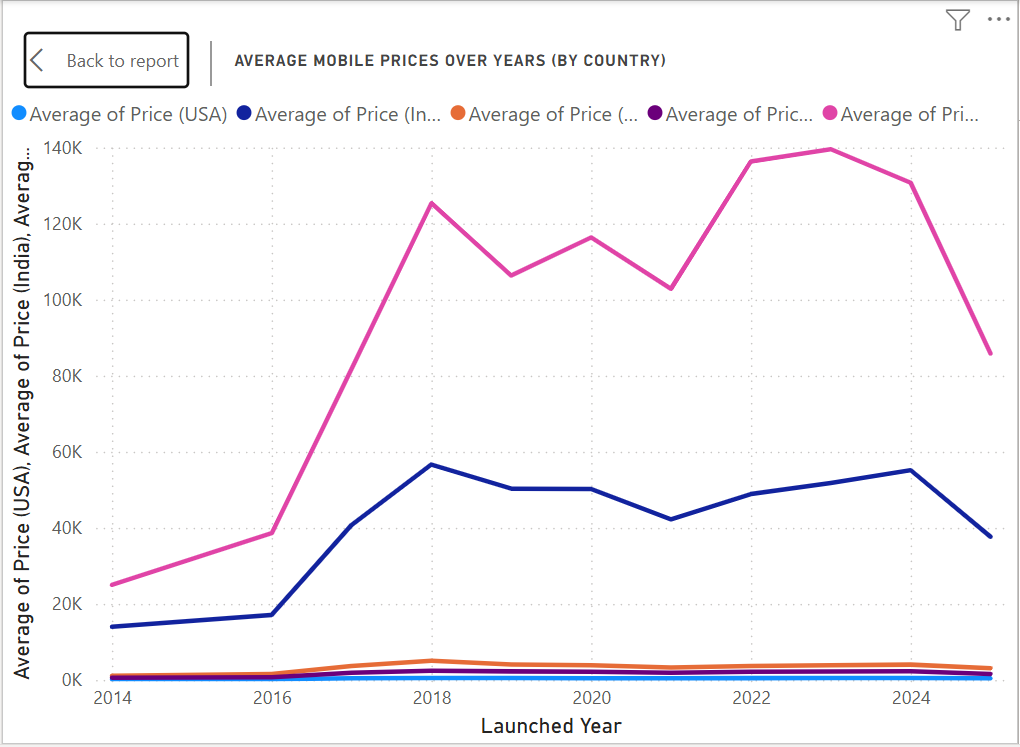 Back to report
AVERAGE MOBILE PRICES OVER YEARS (BY COUNTRY)
Average of Price (USA) Average of Price (In... Average of Price (... Average of Pric... Average of Pri...
Average of Price (USA), Average of Price (India), Averag...
140K
120K
100K
80K
60K
40K
20K
0K
2014 2016 2018 2020 2022 2024
Launched Year